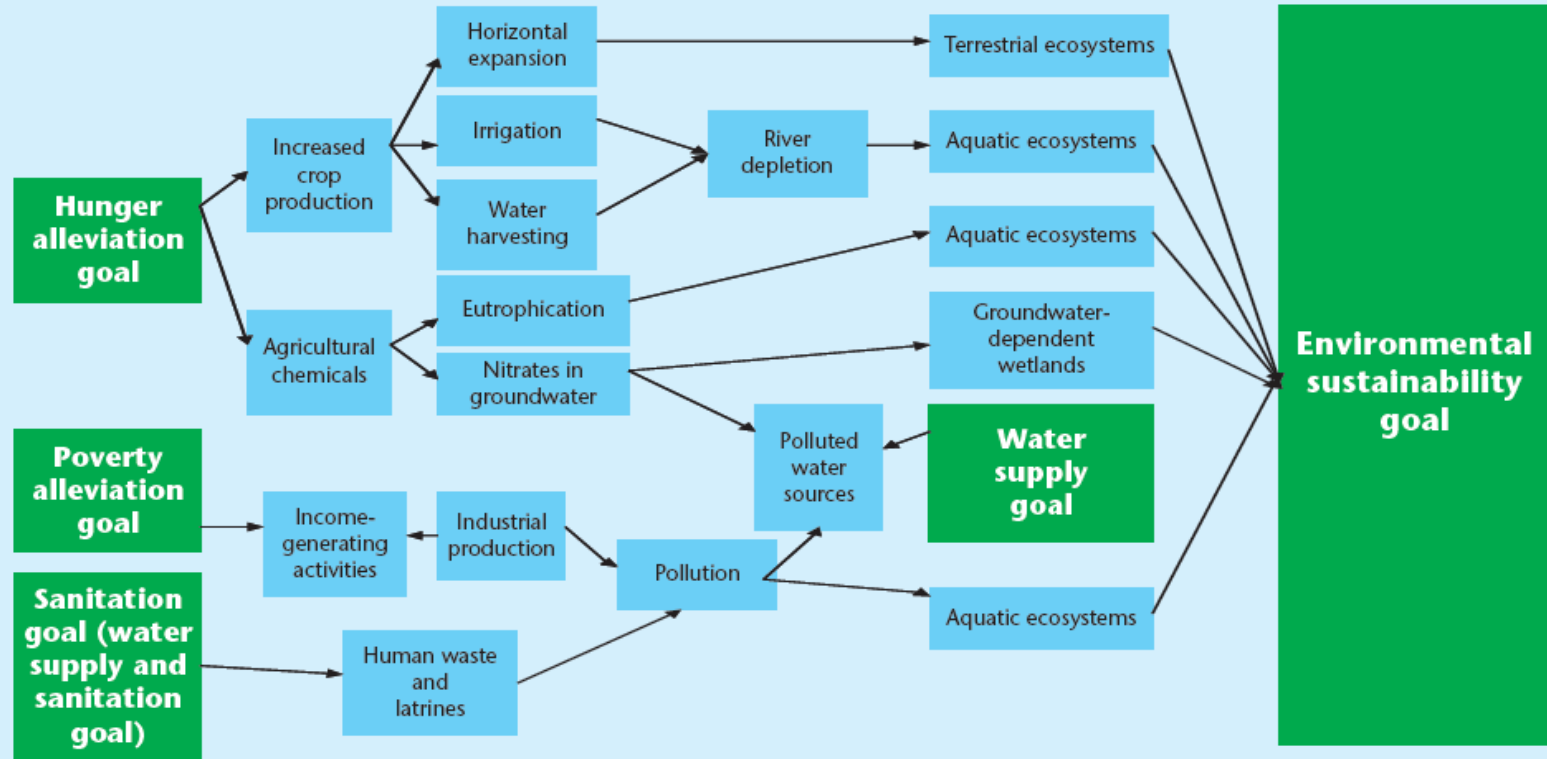 Horizontal
expansion
Terrestrial ecosystems
Increased
crop
production
Irrigation
River
depletion
Aquatic ecosystems
Hunger
alleviation
goal
Water
harvesting
Aquatic ecosystems
Eutrophication
Agricultural
chemicals
Nitrates in
groundwater
Groundwater-
dependent
wetlands
Environmental
sustainability
goal
Poverty
alleviation
goal
Income-
generating
activities
Industrial
production
Polluted
water
sources
Water
supply
goal
Pollution
Aquatic ecosystems
Sanitation
goal (water
supply and
sanitation
goal)
Human waste
and
latrines